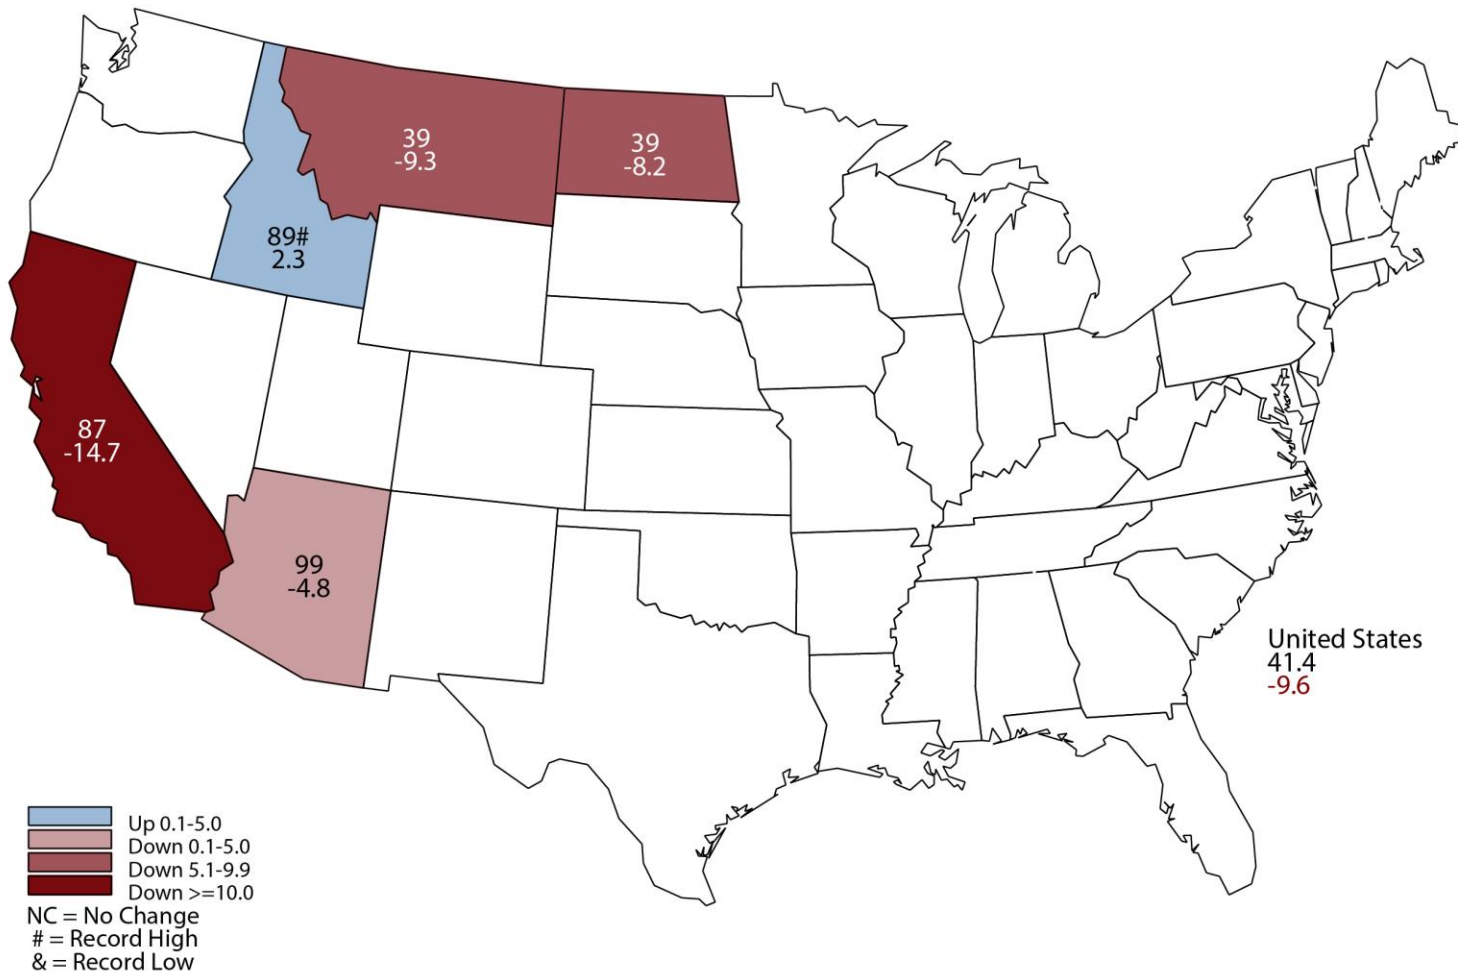 39
-9.3
39
-8.2
89#
2.3
87
-14.7
99
-4.8
United States
41.4
-9.6
Up 0.1-5.0
Down 0.1-5.0
Down 5.1-9.9
Down >=10.0
NC = No Change
# = Record High
& = Record Low